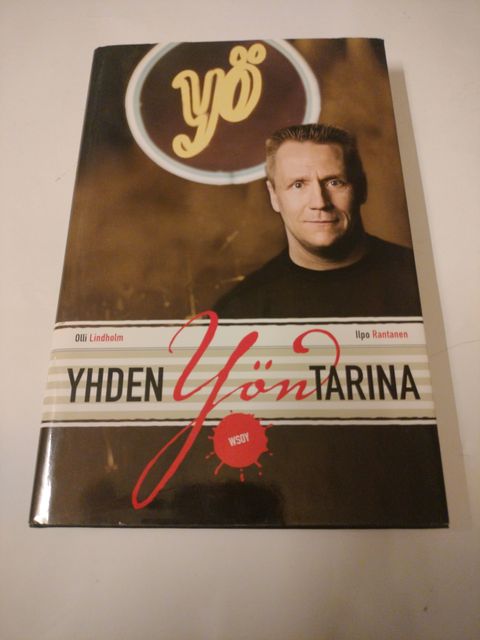 yö
Olli Lindholm
Ilpo Rantanen
YHDEN Yön TARINA
WSOY